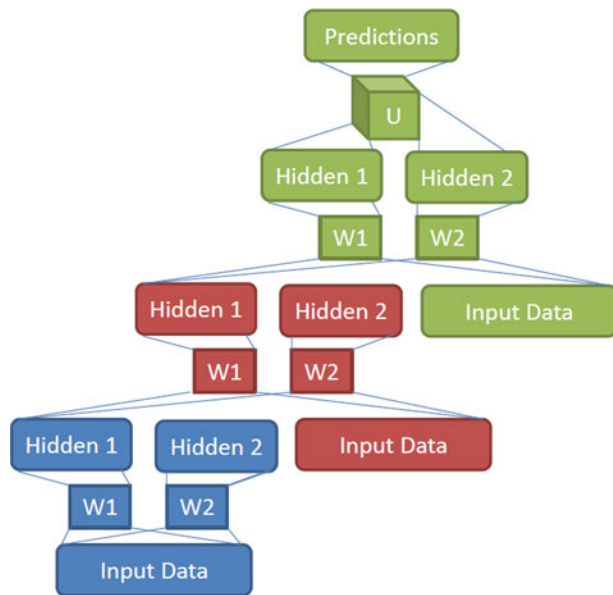 Predictions
U
Hidden 1 Hidden 2
W1 W2
Hidden 1 Hidden 2 Input Data
W1 W2
Hidden 1 Hidden 2 Input Data
W1 W2
Input Data